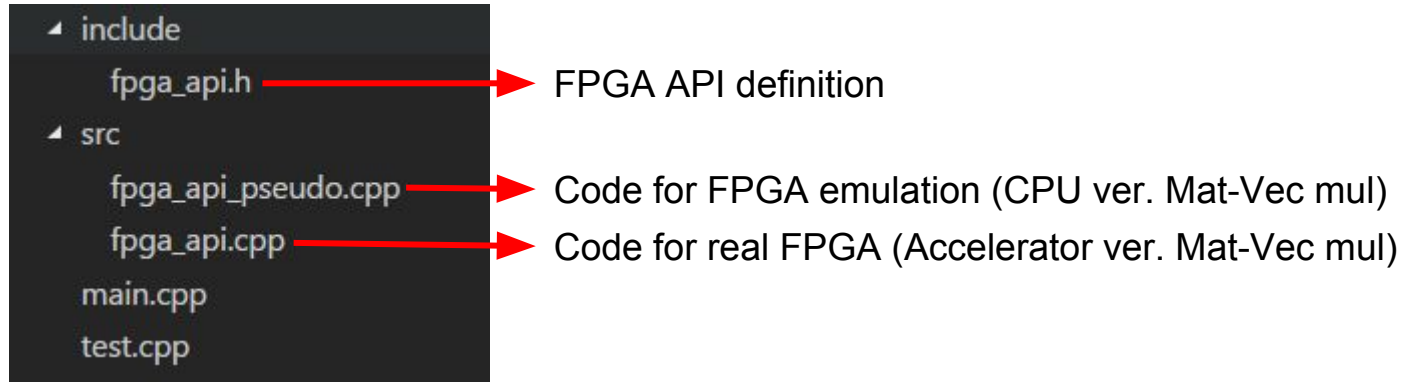 include
fpga_api.h FPGA API definition
src
fpga_api_pseudo.cpp Code for FPGA emulation (CPU ver. Mat-Vec mul)
fpga_api.cpp Code for real FPGA (Accelerator ver. Mat-Vec mul)
main.cpp
test.cpp